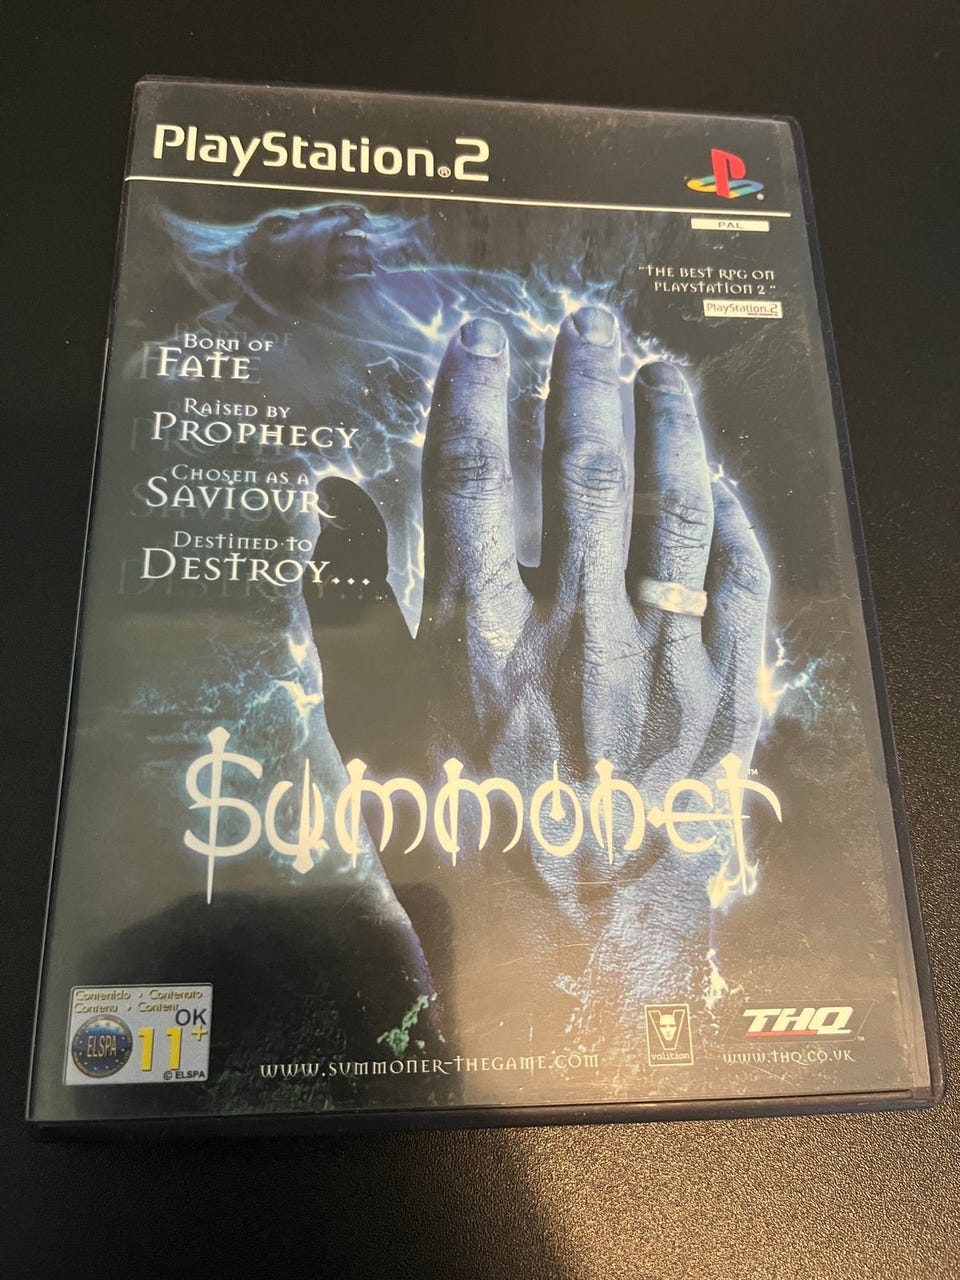 PlayStation®2
PAL
"THE BEST RPG ON
PLAYSTATION 2"
PlayStation.2
BORN OF
FATE
RAISED BY
PROPHECY
CHOSEN AS A
SAVIOUR
DESTINED TO
DESTROY...
Summoner™
Contenido • Contenuto
Contenu • Content
OK
ELSPA
11+
© ELSPA
WWW.SUMMONER-THEGAME.COM
volition
THQ™
WWW.THQ.CO.UK